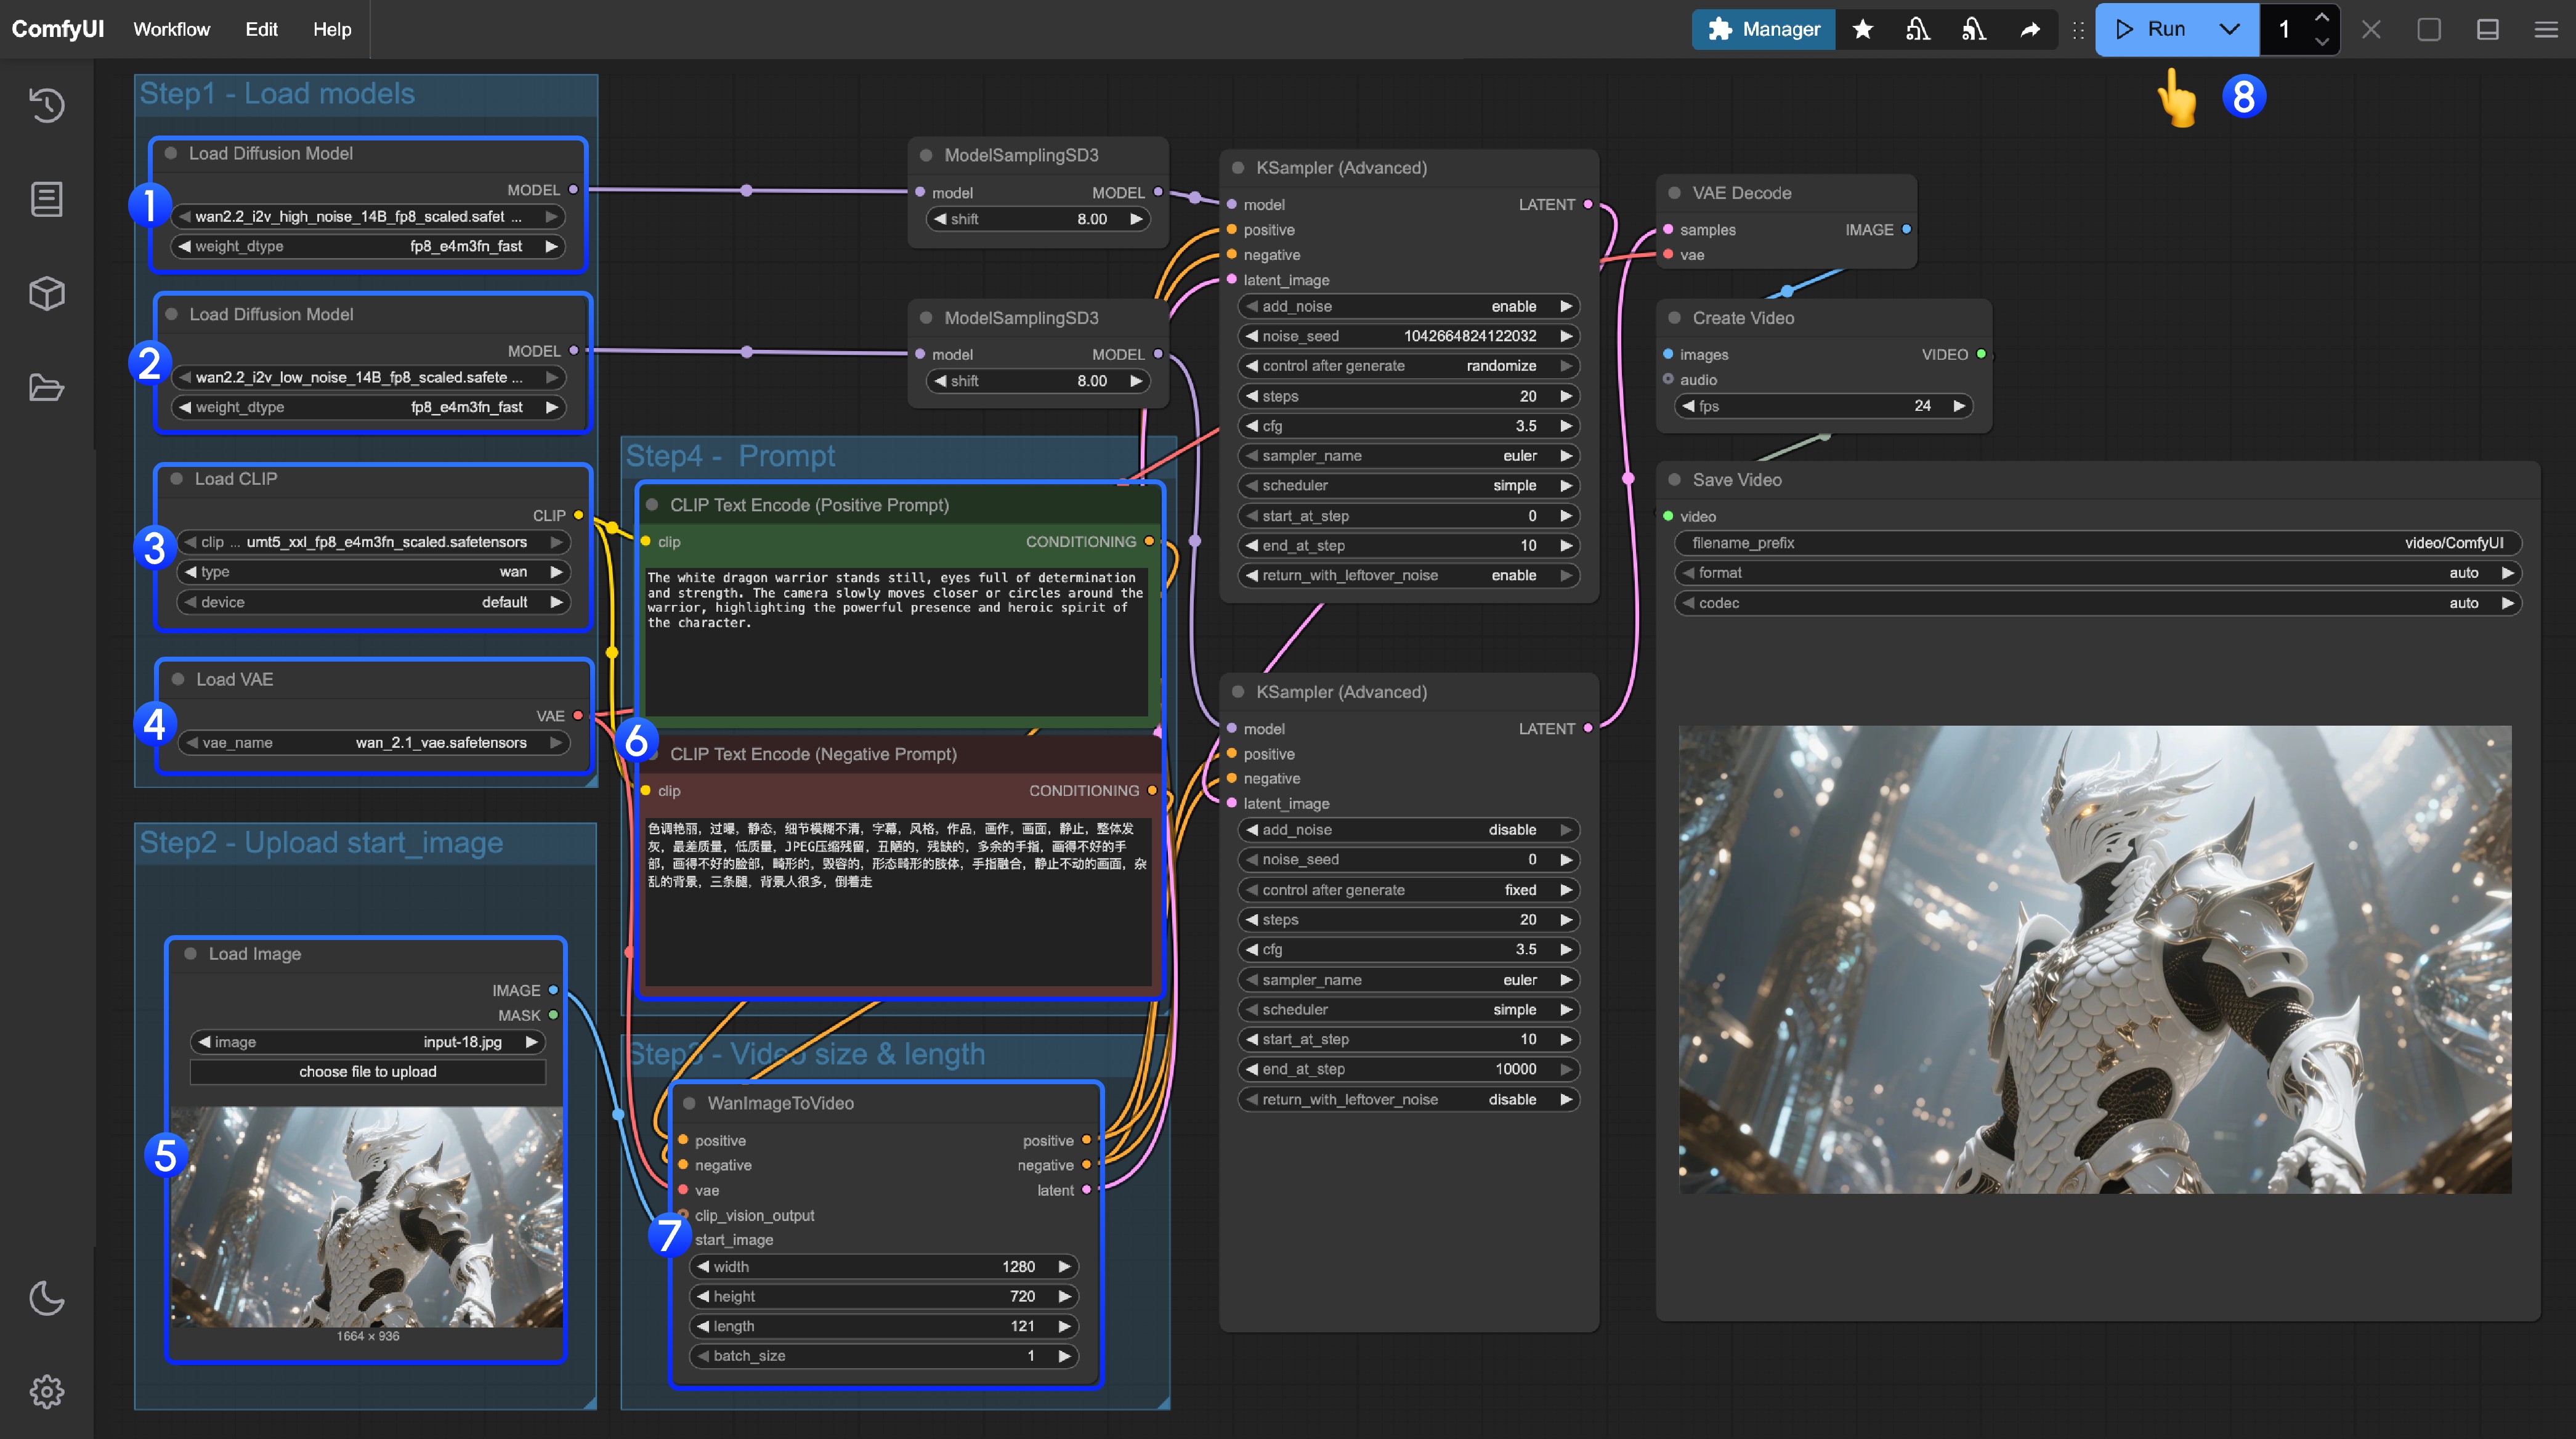 ComfyUI Workflow Edit Help
Manager Run 1
8
Step1 - Load models
1
Load Diffusion Model
MODEL
wan2.2_i2v_high_noise_14B_fp8_scaled.safet ...
weight_dtype fp8_e4m3fn_fast
2
Load Diffusion Model
MODEL
wan2.2_i2v_low_noise_14B_fp8_scaled.safete ...
weight_dtype fp8_e4m3fn_fast
3
Load CLIP
CLIP
clip ... umt5_xxl_fp8_e4m3fn_scaled.safetensors
type wan
device default
4
Load VAE
VAE
vae_name wan_2.1_vae.safetensors
Step2 - Upload start_image
5
Load Image
IMAGE
MASK
image input-18.jpg
choose file to upload
1664 × 936
ModelSamplingSD3
model MODEL
shift 8.00
ModelSamplingSD3
model MODEL
shift 8.00
Step4 - Prompt
6
CLIP Text Encode (Positive Prompt)
clip CONDITIONING
The white dragon warrior stands still, eyes full of determination
and strength. The camera slowly moves closer or circles around the
warrior, highlighting the powerful presence and heroic spirit of
the character.
CLIP Text Encode (Negative Prompt)
clip CONDITIONING
色调艳丽，过曝，静态，细节模糊不清，字幕，风格，作品，画作，画面，静止，整体发
灰，最差质量，低质量，JPEG压缩残留，丑陋的，残缺的，多余的手指，画得不好的手
部，画得不好的脸部，畸形的，毁容的，形态畸形的肢体，手指融合，静止不动的画面，杂
乱的背景，三条腿，背景人很多，倒着走
Step3 - Video size & length
7
WanImageToVideo
positive positive
negative negative
vae latent
clip_vision_output
start_image
width 1280
height 720
length 121
batch_size 1
KSampler (Advanced)
model LATENT
positive
negative
latent_image
add_noise enable
noise_seed 1042664824122032
control after generate randomize
steps 20
cfg 3.5
sampler_name euler
scheduler simple
start_at_step 0
end_at_step 10
return_with_leftover_noise enable
KSampler (Advanced)
model LATENT
positive
negative
latent_image
add_noise disable
noise_seed 0
control after generate fixed
steps 20
cfg 3.5
sampler_name euler
scheduler simple
start_at_step 10
end_at_step 10000
return_with_leftover_noise disable
VAE Decode
samples IMAGE
vae
Create Video
images VIDEO
audio
fps 24
Save Video
video
filename_prefix video/ComfyUI
format auto
codec auto